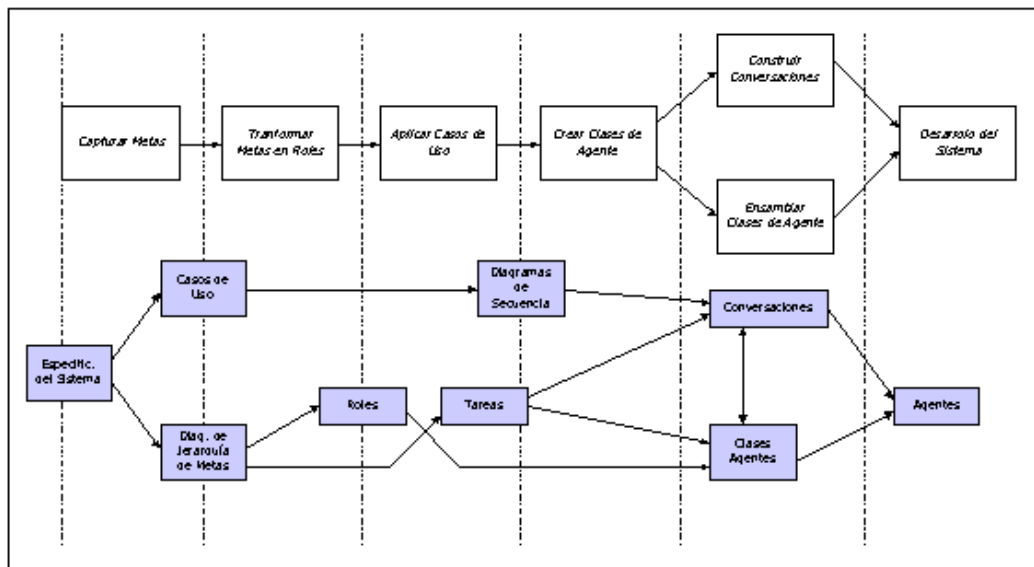 Construir
Conversaciones
Capturar Metas
Tranformar
Metas en Roles
Aplicar Casos de
Uso
Crear Clases de
Agente
Desarrolo del
Sistema
Ensamblar
Clases de Agente
Casos de
Uso
Diagramas
de
Secuencia
Conversaciones
Especific.
del Sistema
Roles
Tareas
Agentes
Diag. de
Jerarquía
de Metas
Clases
Agentes